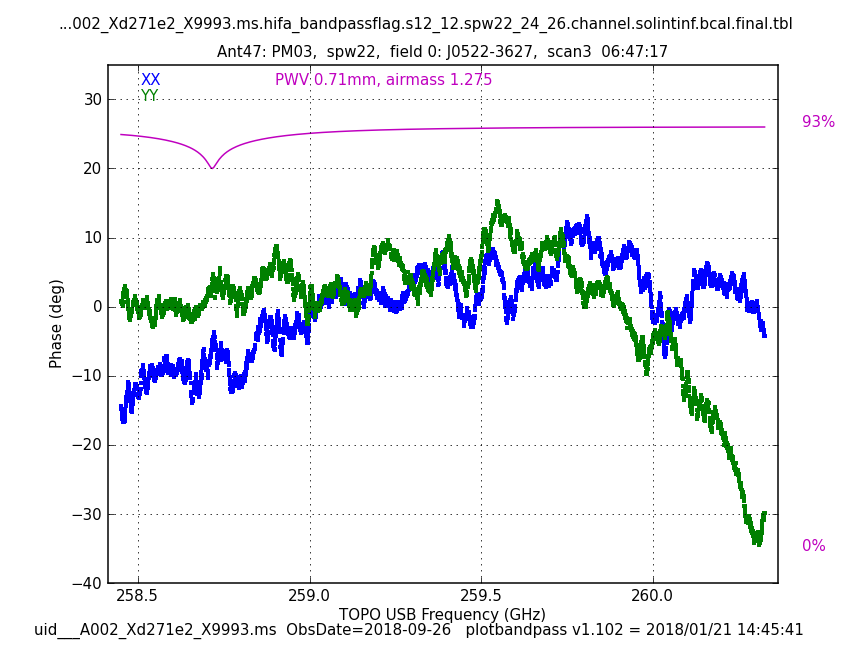 ...002_Xd271e2_X9993.ms.hifa_bandpassflag.s12_12.spw22_24_26.channel.solintinf.bcal.final.tbl
Ant47: PM03,  spw22,  field 0: J0522-3627,  scan3  06:47:17
XX
PWV 0.71mm, airmass 1.275
YY
93%
0%
30
20
10
0
−10
−20
−30
−40
Phase (deg)
258.5 259.0 259.5 260.0
TOPO USB Frequency (GHz)
uid___A002_Xd271e2_X9993.ms  ObsDate=2018-09-26   plotbandpass v1.102 = 2018/01/21 14:45:41